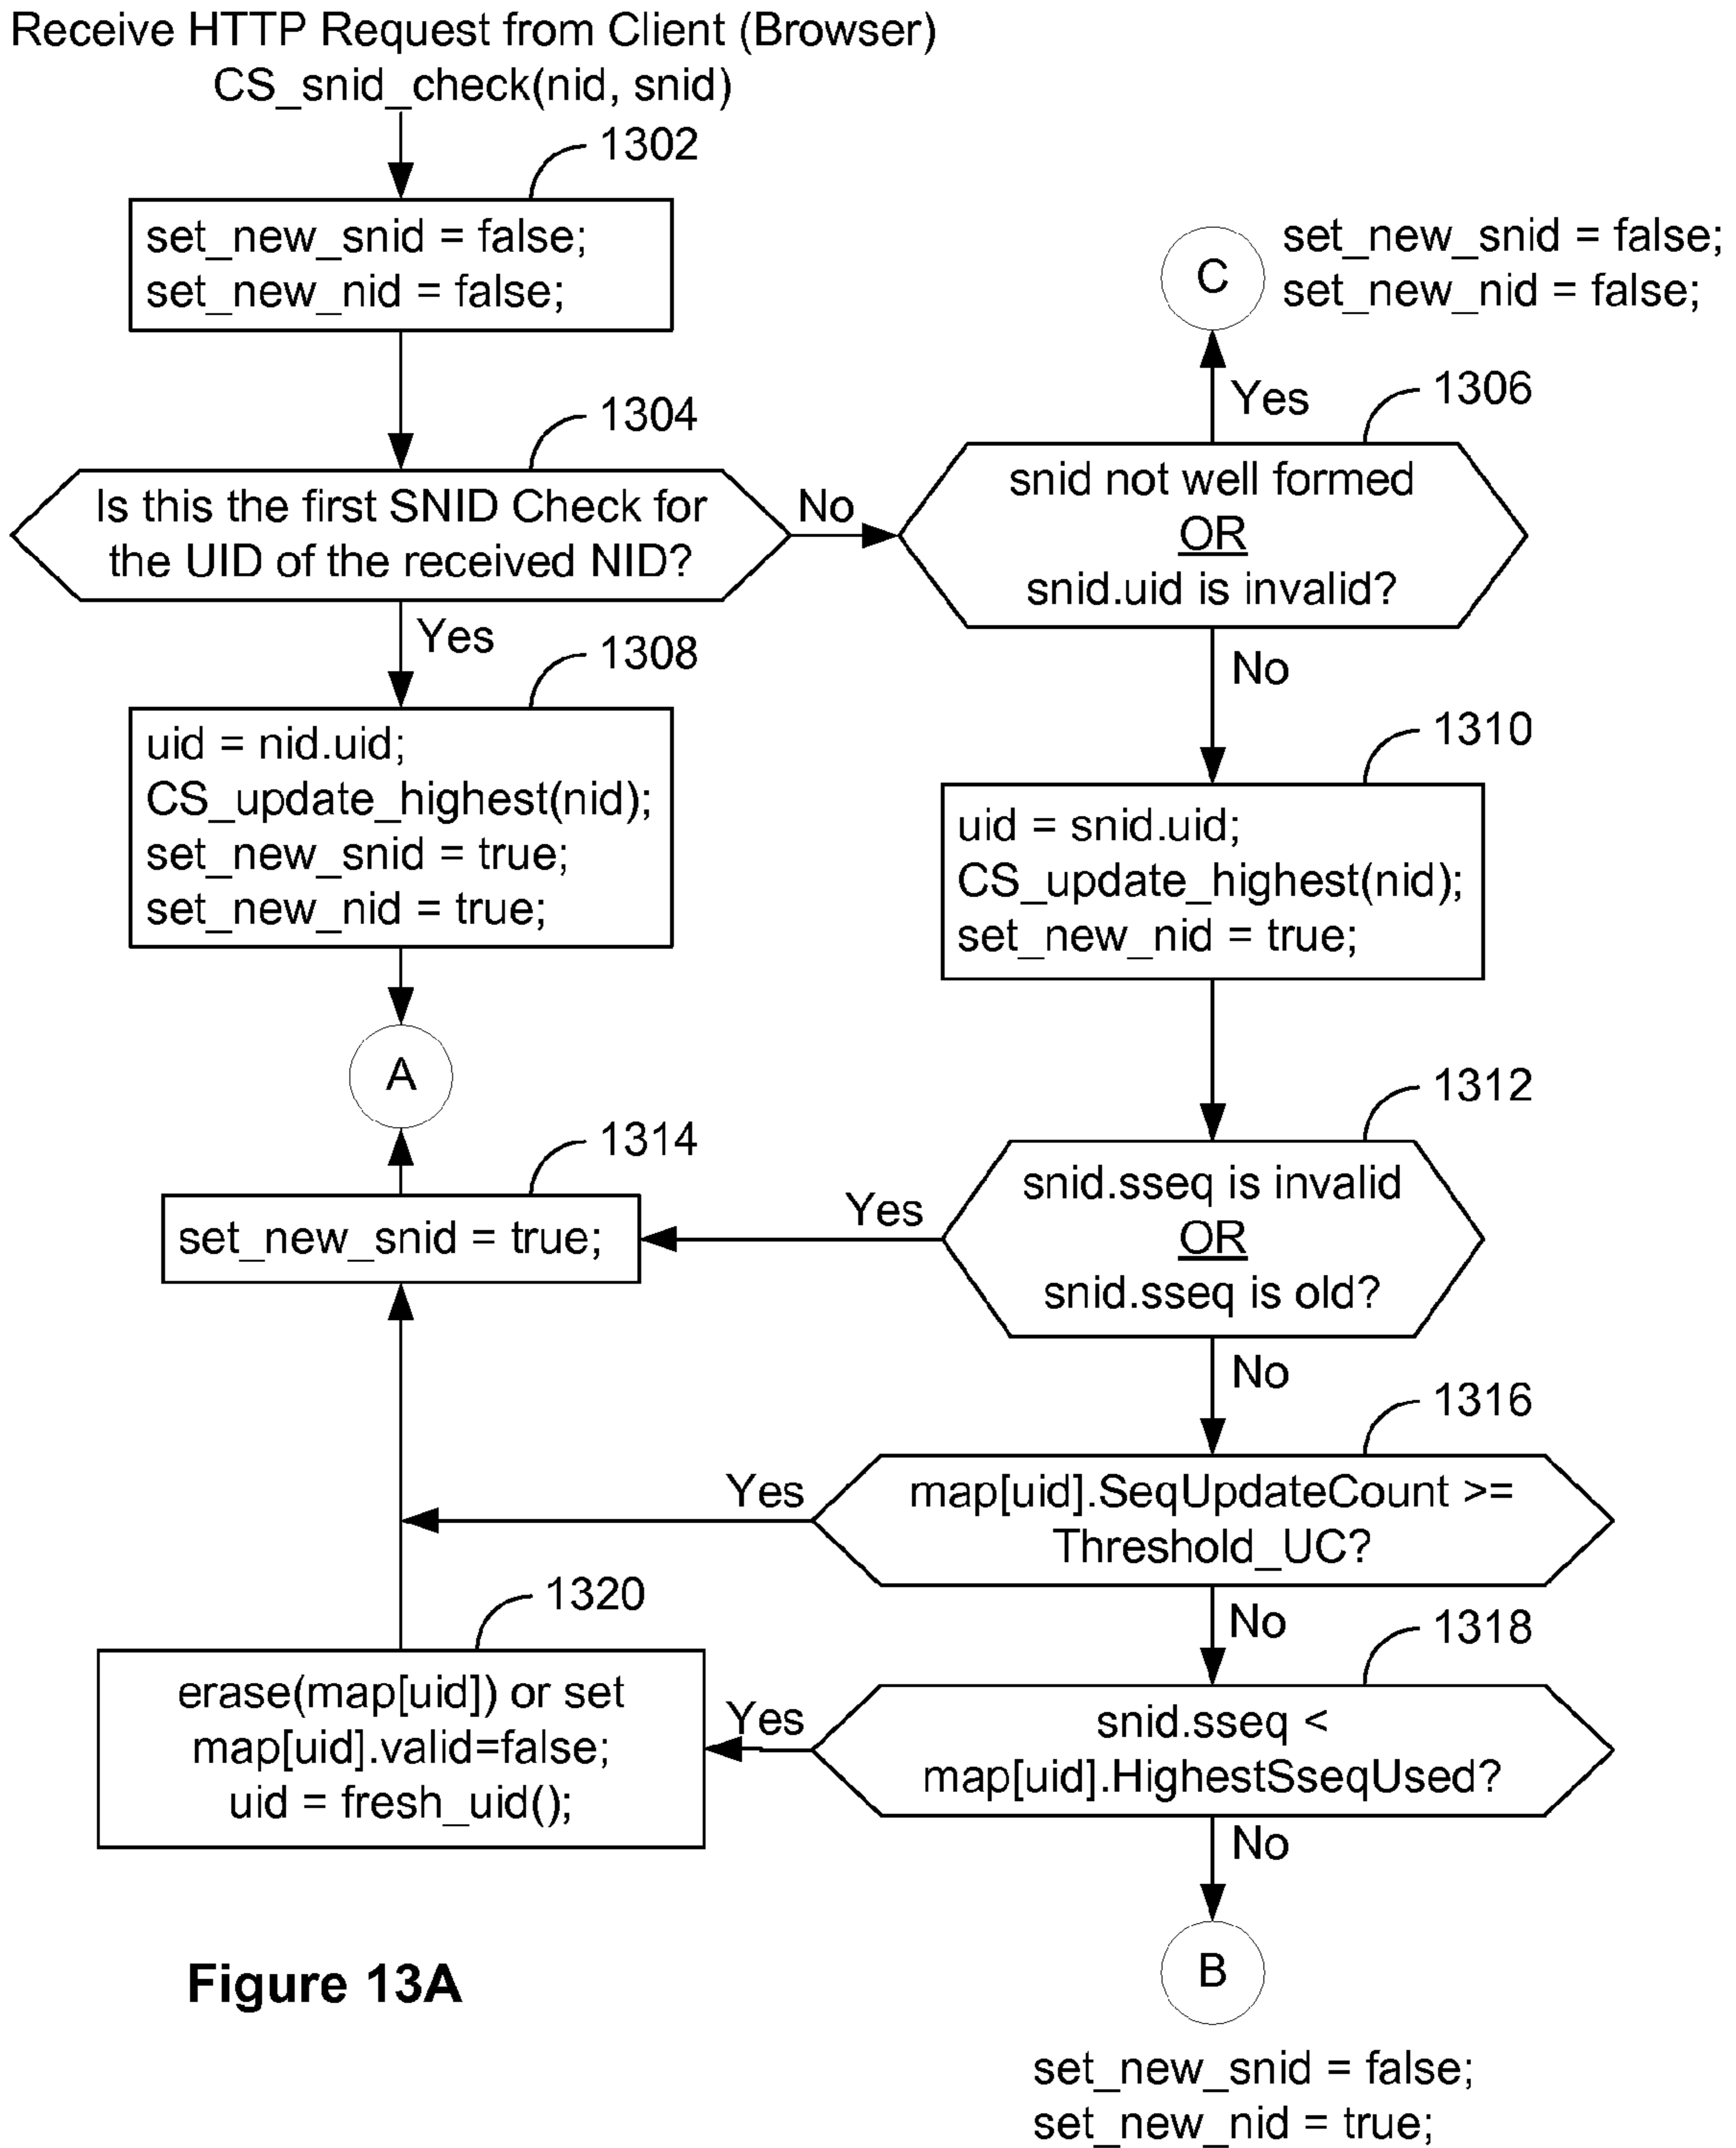 Receive HTTP Request from Client (Browser)
CS_snid_check(nid, snid)
1302
set_new_snid = false;
set_new_nid = false;
C
set_new_snid = false;
set_new_nid = false;
Yes
1304
Is this the first SNID Check for
the UID of the received NID?
No
1306
snid not well formed
OR
snid.uid is invalid?
Yes
1308
uid = nid.uid;
CS_update_highest(nid);
set_new_snid = true;
set_new_nid = true;
No
1310
uid = snid.uid;
CS_update_highest(nid);
set_new_nid = true;
A
1312
snid.sseq is invalid
OR
snid.sseq is old?
Yes
1314
set_new_snid = true;
No
1316
map[uid].SeqUpdateCount >=
Threshold_UC?
Yes
No
1318
snid.sseq <
map[uid].HighestSseqUsed?
Yes
1320
erase(map[uid]) or set
map[uid].valid=false;
uid = fresh_uid();
No
B
set_new_snid = false;
set_new_nid = true;
Figure 13A